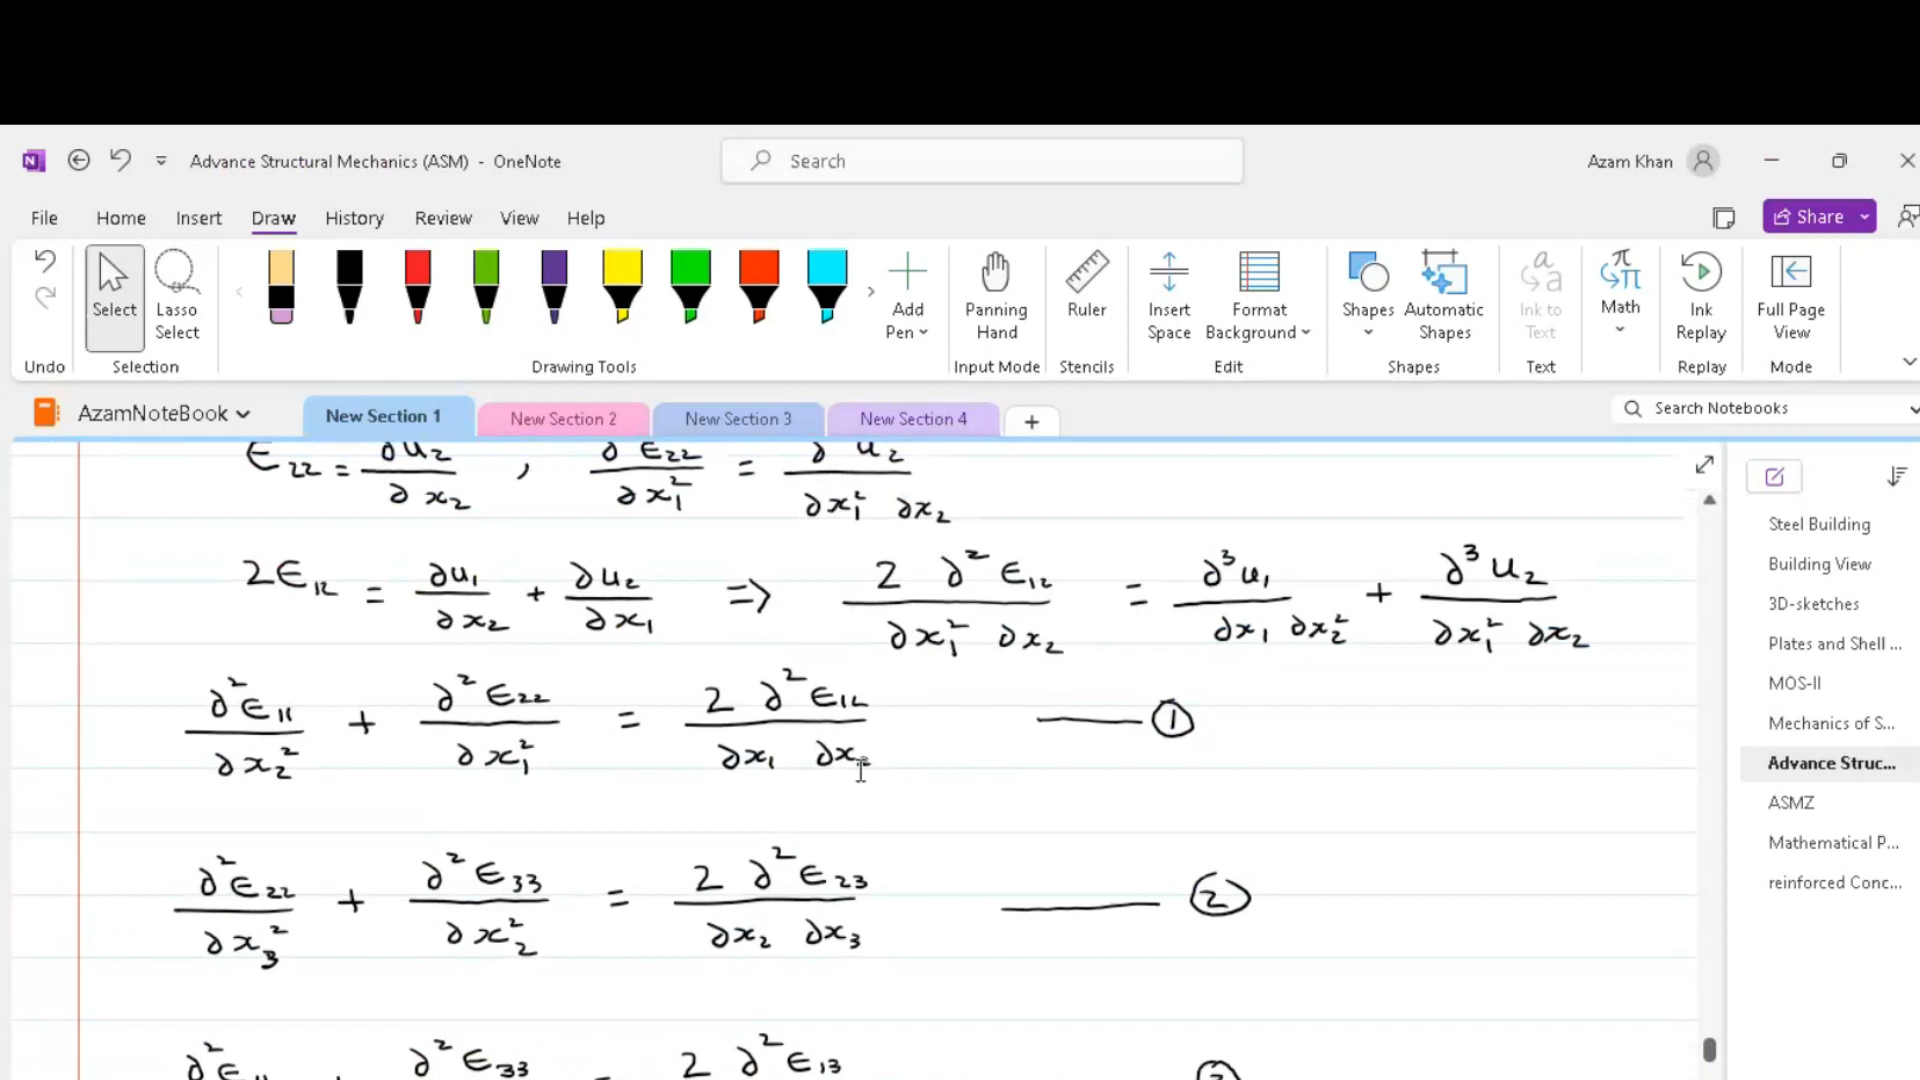 Advance Structural Mechanics (ASM) - OneNote
Search
Azam Khan
File Home Insert Draw History Review View Help
Share
Select
Lasso Select
Add Pen
Panning Hand
Ruler
Insert Space
Format Background
Shapes
Automatic Shapes
Ink to Text
Math
Ink Replay
Full Page View
Undo Selection Drawing Tools Input Mode Stencils Edit Shapes Text Replay Mode
AzamNoteBook New Section 1 New Section 2 New Section 3 New Section 4 +
Search Notebooks
ϵ22 = ∂u2/∂x2 , ∂ ϵ22/∂x1² = ∂ u2/∂x1² ∂x2
2ϵ12 = ∂u1/∂x2 + ∂u2/∂x1 => 2 ∂²ϵ12/∂x1² ∂x2 = ∂³u1/∂x1 ∂x2² + ∂³u2/∂x1² ∂x2
∂²ϵ11/∂x2² + ∂²ϵ22/∂x1² = 2 ∂²ϵ12/∂x1 ∂x2 — ①
∂²ϵ22/∂x3² + ∂²ϵ33/∂x2² = 2 ∂²ϵ23/∂x2 ∂x3 — ②
∂²ϵ11 + ∂²ϵ33 = 2 ∂²ϵ13
Steel Building
Building View
3D-sketches
Plates and Shell ...
MOS-II
Mechanics of S...
Advance Struc...
ASMZ
Mathematical P...
reinforced Conc...